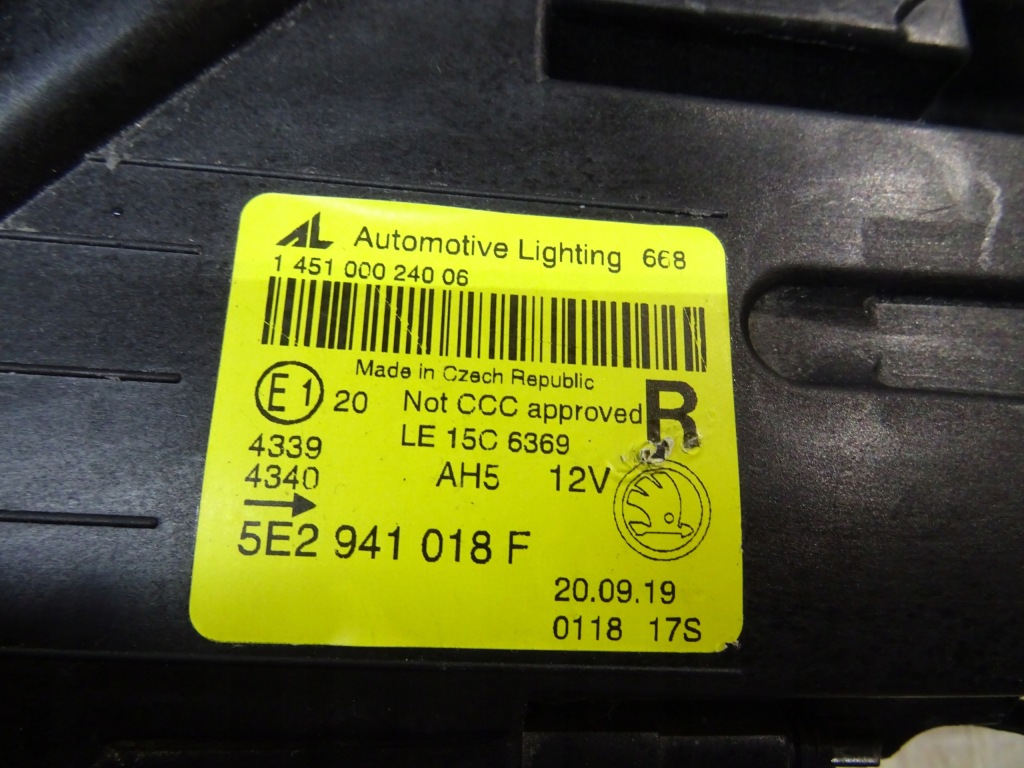 AL Automotive Lighting 668
1 451 000 240 06
Made in Czech Republic
E1 20 Not CCC approved R
4339 LE 15C 6369
4340 AH5 12V
5E2 941 018 F
20.09.19
0118 17S